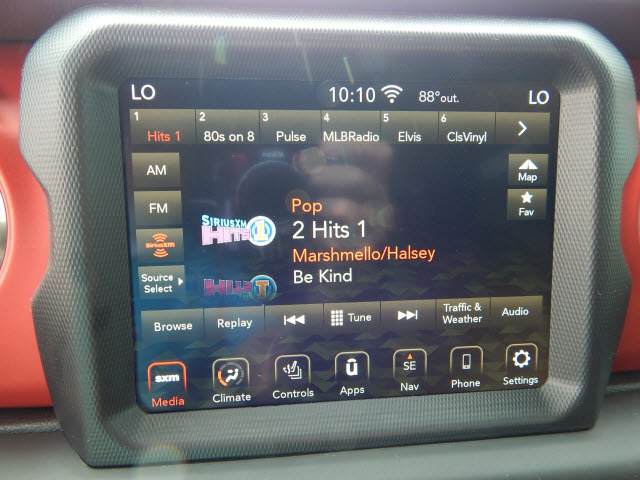 LO 10:10 88° out. LO
1 2 3 4 5 6
Hits 1 80s on 8 Pulse MLBRadio Elvis ClsVinyl
AM
Map
FM
Fav
SiriusXM
SIRIUSXM
HITS 1
Pop
2 Hits 1
Marshmello/Halsey
Be Kind
Source
Select
Browse Replay Tune Traffic &
Weather Audio
sxm ū SE
Media Climate Controls Apps Nav Phone Settings